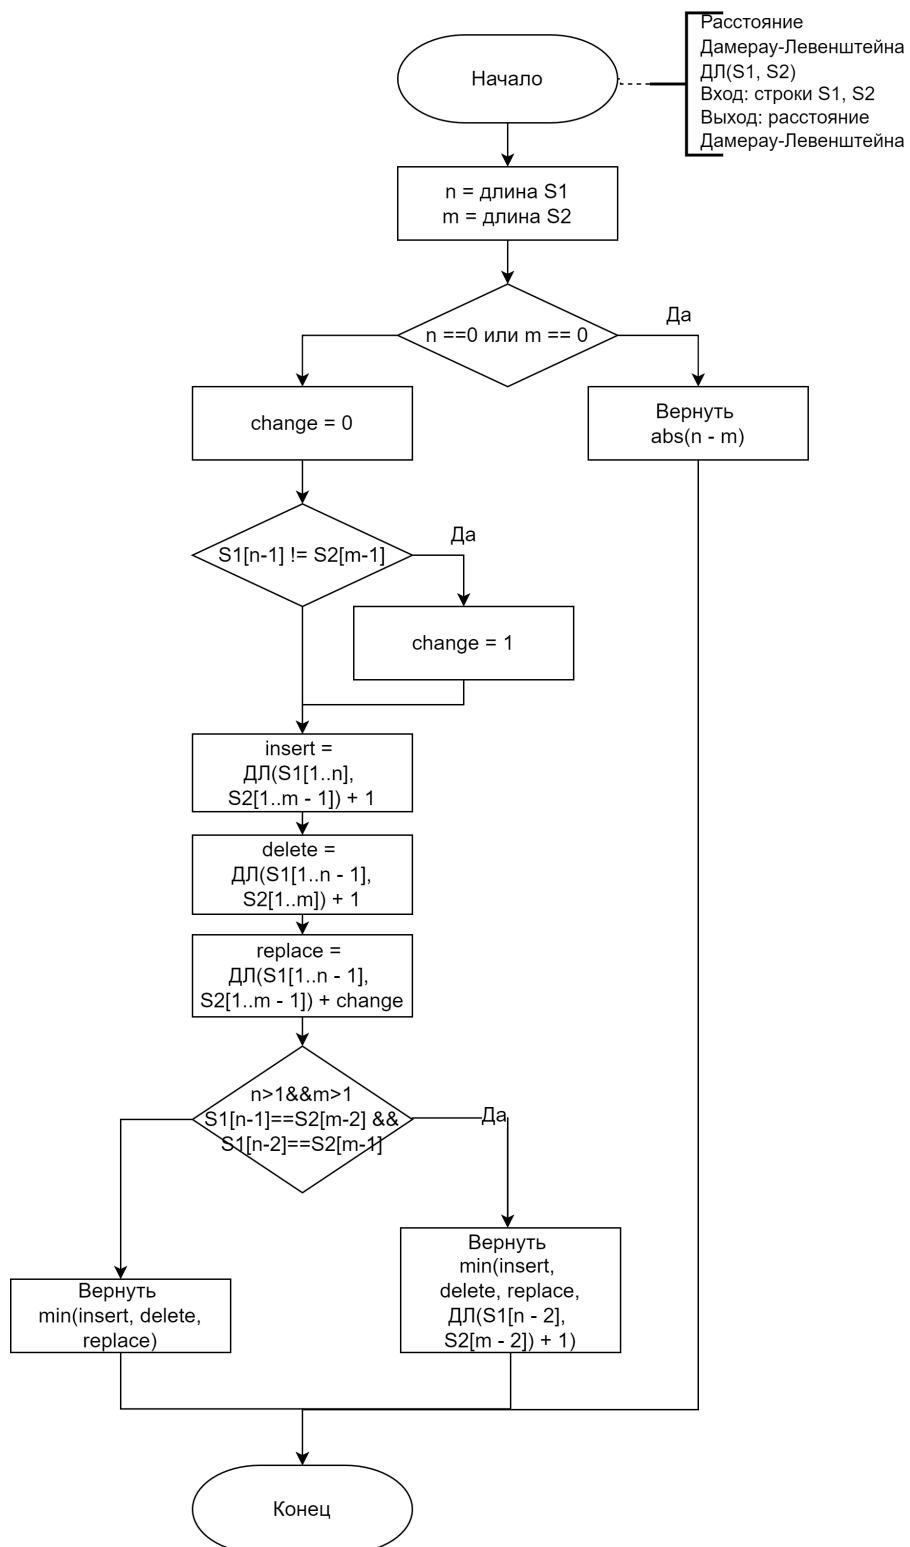 Начало
Расстояние
Дамерау-Левенштейна
ДЛ(S1, S2)
Вход: строки S1, S2
Выход: расстояние
Дамерау-Левенштейна
n = длина S1
m = длина S2
n ==0 или m == 0
Да
change = 0
Вернуть
abs(n - m)
S1[n-1] != S2[m-1]
Да
change = 1
insert =
ДЛ(S1[1..n],
S2[1..m - 1]) + 1
delete =
ДЛ(S1[1..n - 1],
S2[1..m]) + 1
replace =
ДЛ(S1[1..n - 1],
S2[1..m - 1]) + change
n>1&&m>1
S1[n-1]==S2[m-2] &&
S1[n-2]==S2[m-1]
Да
Вернуть
min(insert, delete,
replace)
Вернуть
min(insert,
delete, replace,
ДЛ(S1[n - 2],
S2[m - 2]) + 1)
Конец